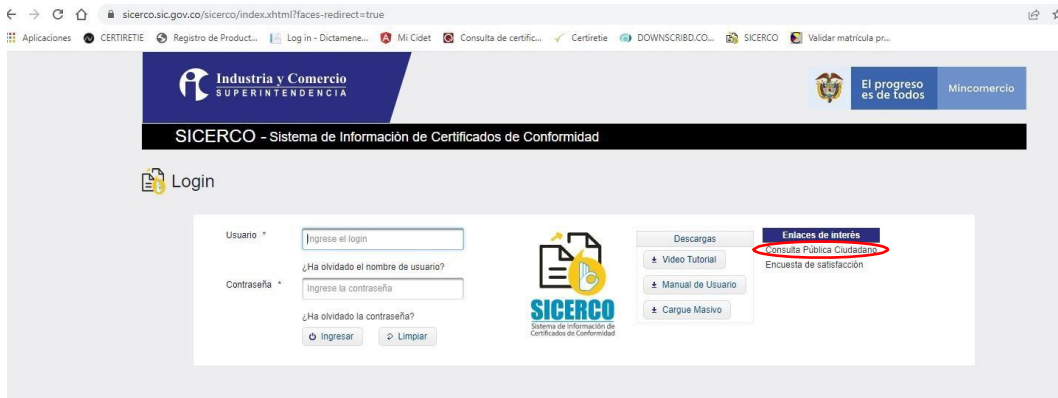 sicerco.sic.gov.co/sicerco/index.xhtml?faces-redirect=true
Aplicaciones CERTIRETIE Registro de Product... Log in - Dictamene... Mi Cidet Consulta de certific... Certiretie DOWNSCRIBD.CO... SICERCO Validar matrícula pr...
Industria y Comercio
SUPERINTENDENCIA
El progreso
es de todos
Mincomercio
SICERCO - Sistema de Información de Certificados de Conformidad
Login
Usuario *
Ingrese el login
¿Ha olvidado el nombre de usuario?
Contraseña *
Ingrese la contraseña
¿Ha olvidado la contraseña?
Ingresar Limpiar
SICERCO
Sistema de Información de
Certificados de Conformidad
Descargas
Video Tutorial
Manual de Usuario
Cargue Masivo
Enlaces de interés
Consulta Pública Ciudadano
Encuesta de satisfacción